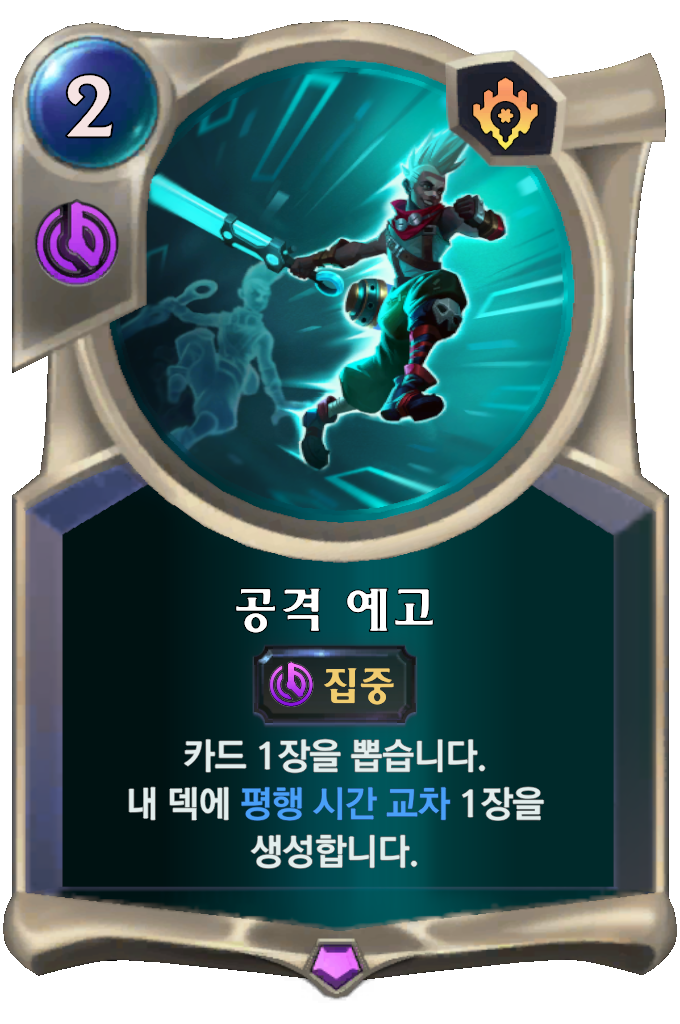 2
공격 예고
집중
카드 1장을 뽑습니다.
내 덱에 평행 시간 교차 1장을
생성합니다.